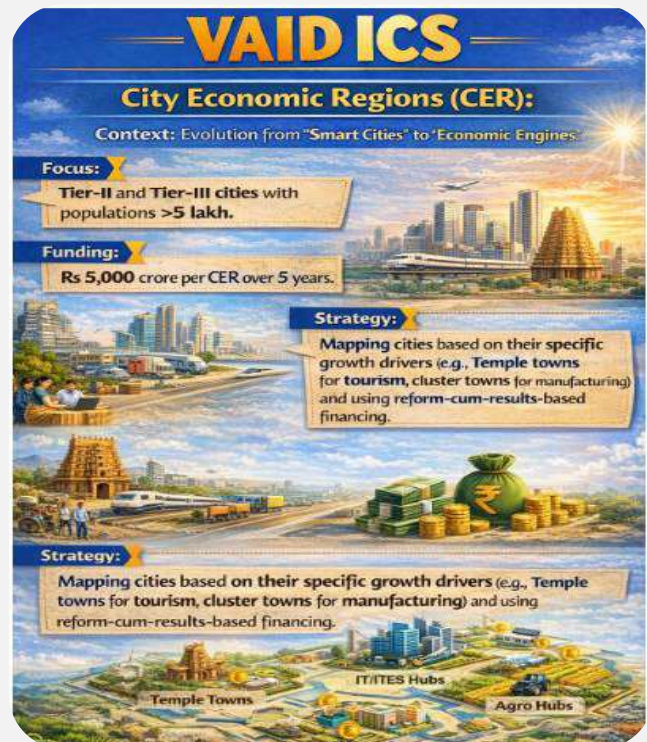 VAID ICS
City Economic Regions (CER):
Context: Evolution from "Smart Cities" to 'Economic Engines.'
Focus:
Tier-II and Tier-III cities with
populations >5 lakh.
Funding:
Rs 5,000 crore per CER over 5 years.
Strategy:
Mapping cities based on their specific
growth drivers (e.g., Temple towns
for tourism, cluster towns for manufacturing)
and using reform-cum-results-based
financing.
₹
Strategy:
Mapping cities based on their specific growth drivers (e.g., Temple
towns for tourism, cluster towns for manufacturing) and using
reform-cum-results-based financing.
IT/ITES Hubs
Temple Towns
Agro Hubs